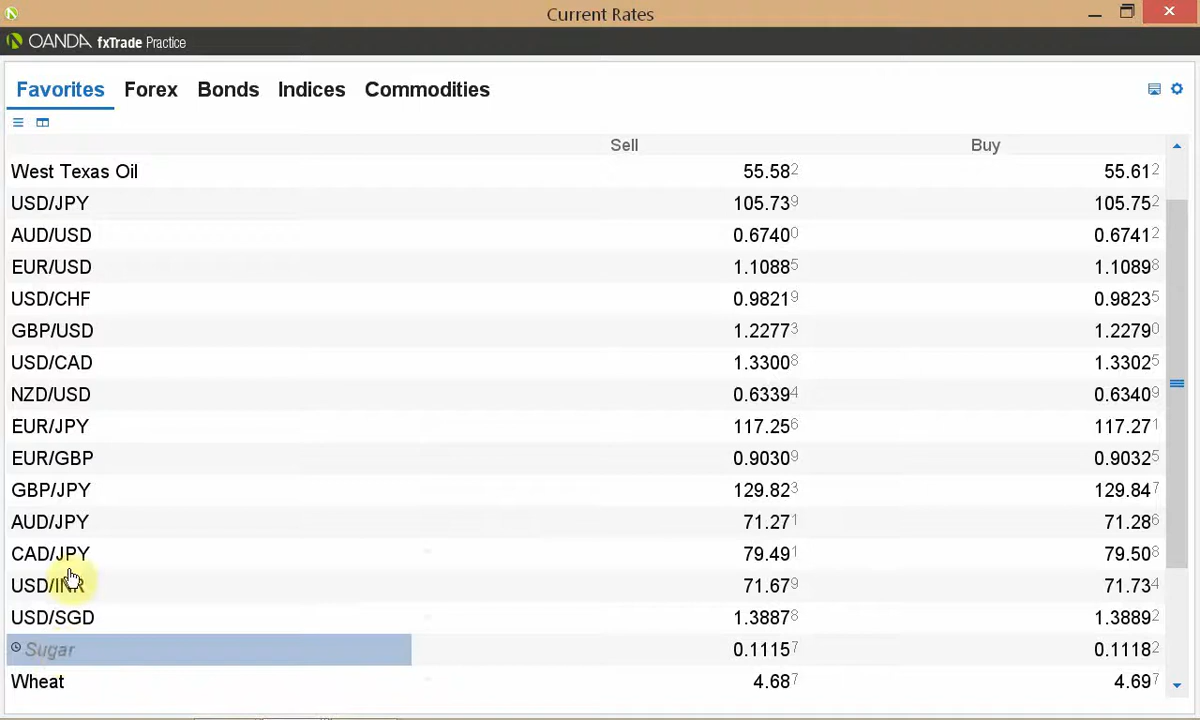 Current Rates
OANDA fxTrade Practice
Favorites Forex Bonds Indices Commodities
Sell Buy
West Texas Oil 55.582 55.612
USD/JPY 105.739 105.752
AUD/USD 0.67400 0.67412
EUR/USD 1.10885 1.10898
USD/CHF 0.98219 0.98235
GBP/USD 1.22773 1.22790
USD/CAD 1.33008 1.33025
NZD/USD 0.63394 0.63409
EUR/JPY 117.256 117.271
EUR/GBP 0.90309 0.90325
GBP/JPY 129.823 129.847
AUD/JPY 71.271 71.286
CAD/JPY 79.491 79.508
USD/INR 71.679 71.734
USD/SGD 1.38878 1.38892
Sugar 0.11157 0.11182
Wheat 4.687 4.697